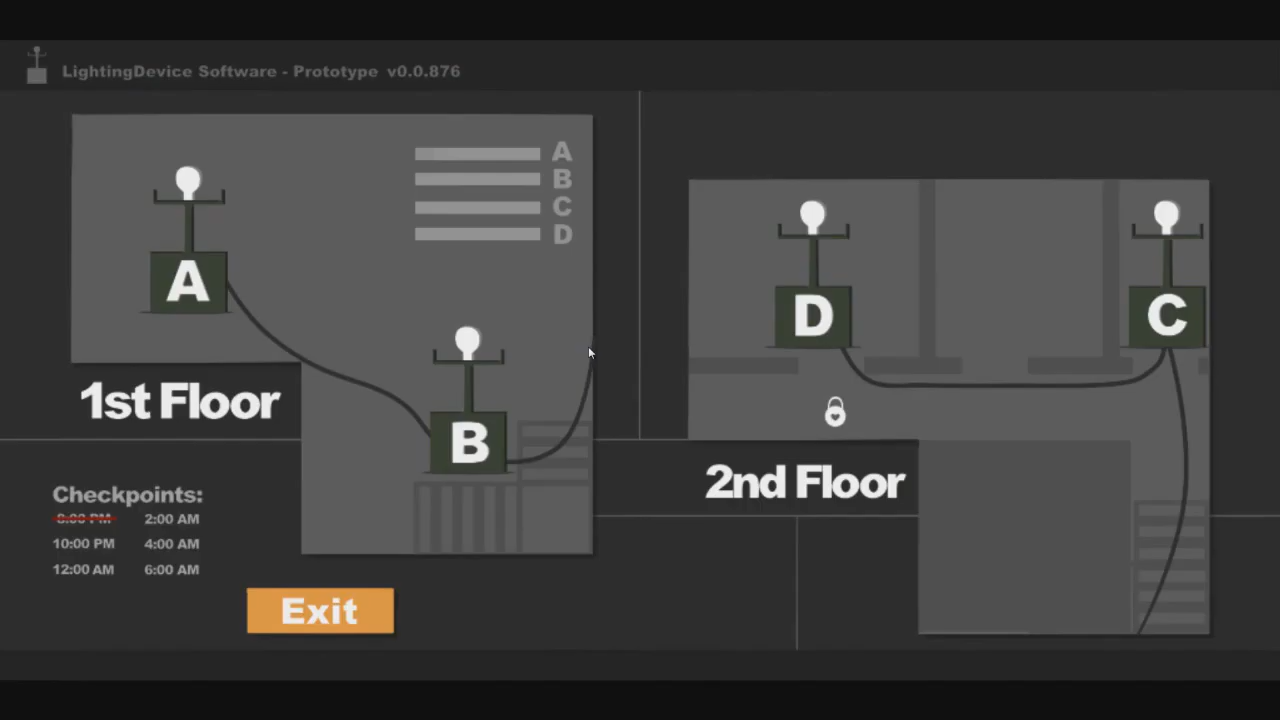 LightingDevice Software - Prototype v0.0.876
A
B
C
D
A
B
1st Floor
D
C
2nd Floor
Checkpoints:
8:00 PM 2:00 AM
10:00 PM 4:00 AM
12:00 AM 6:00 AM
Exit